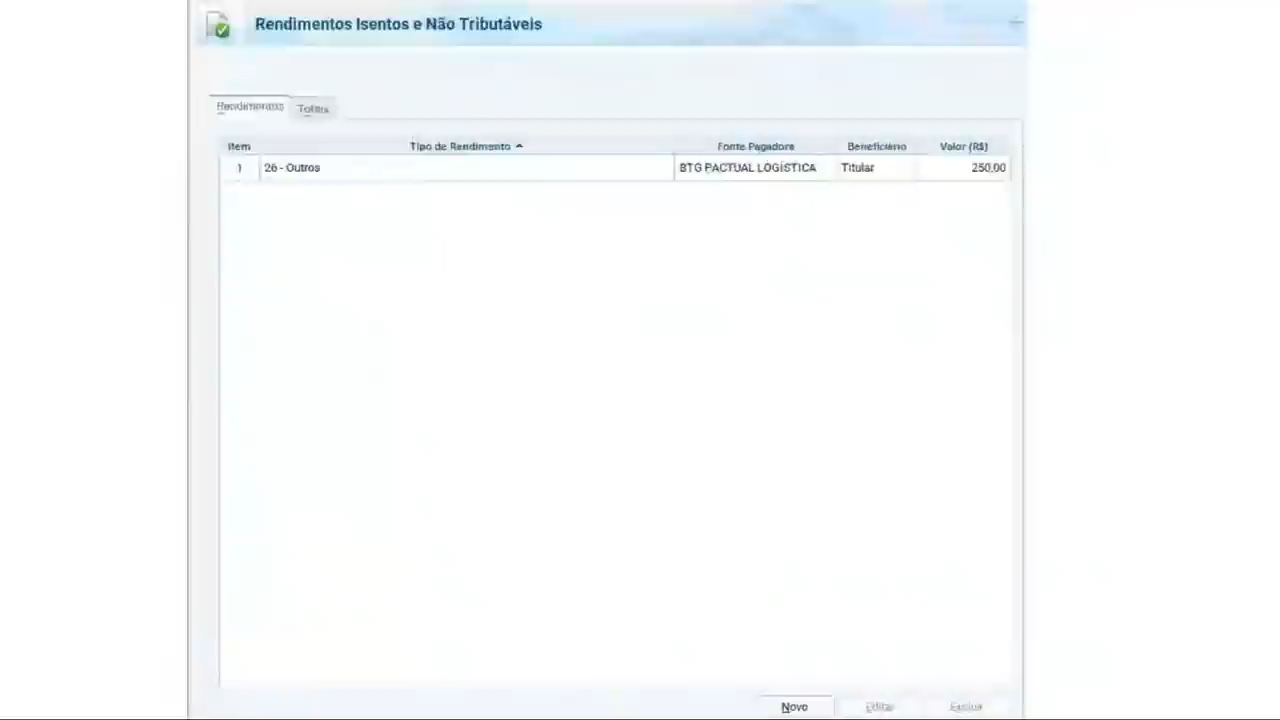 Rendimentos Isentos e Não Tributáveis
Rendimentos Totais
Item Tipo de Rendimento Fonte Pagadora Beneficiário Valor (R$)
1 26 - Outros BTG PACTUAL LOGÍSTICA Titular 250,00
Novo Editar Excluir